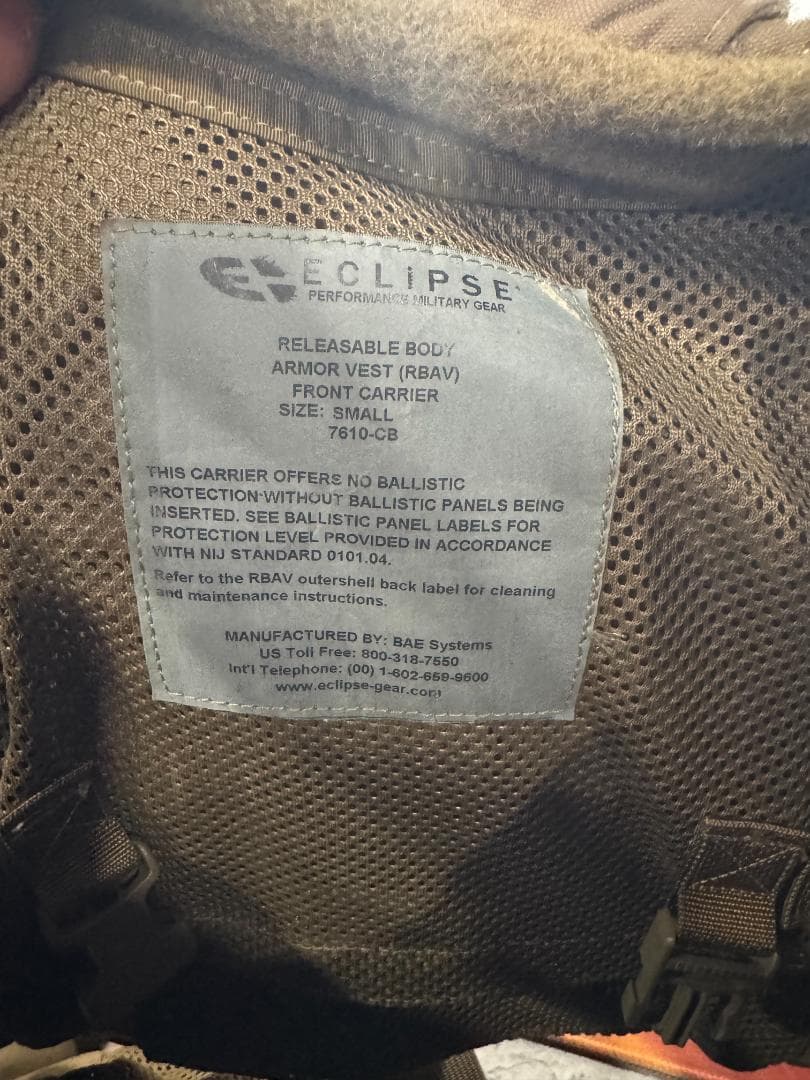 ECLiPSE
PERFORMANCE MILITARY GEAR
RELEASABLE BODY
ARMOR VEST (RBAV)
FRONT CARRIER
SIZE: SMALL
7610-CB
THIS CARRIER OFFERS NO BALLISTIC
PROTECTION WITHOUT BALLISTIC PANELS BEING
INSERTED. SEE BALLISTIC PANEL LABELS FOR
PROTECTION LEVEL PROVIDED IN ACCORDANCE
WITH NIJ STANDARD 0101.04.
Refer to the RBAV outershell back label for cleaning
and maintenance instructions.
MANUFACTURED BY: BAE Systems
US Toll Free: 800-318-7550
Int'l Telephone: (00) 1-602-659-9600
www.eclipse-gear.com